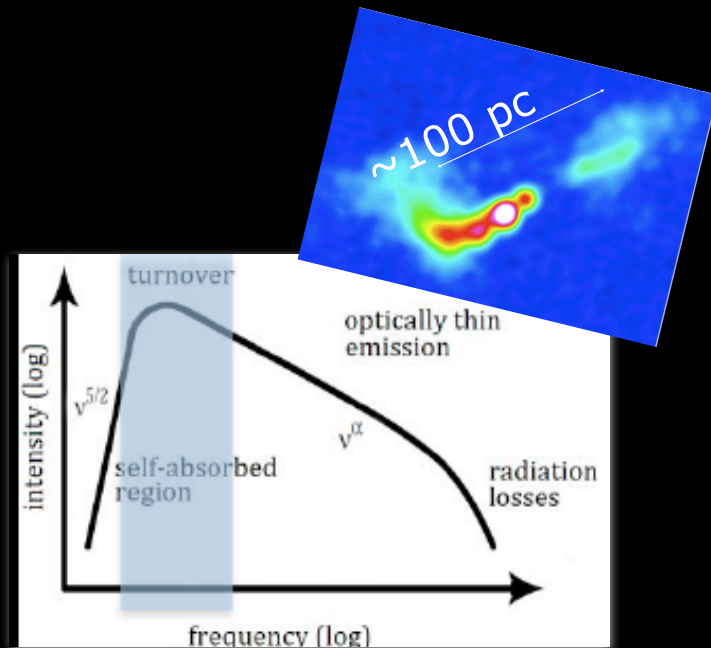 ~100 pc
turnover
optically thin
emission
intensity (log)
ν5/2
να
self-absorbed
region
radiation
losses
frequency (log)